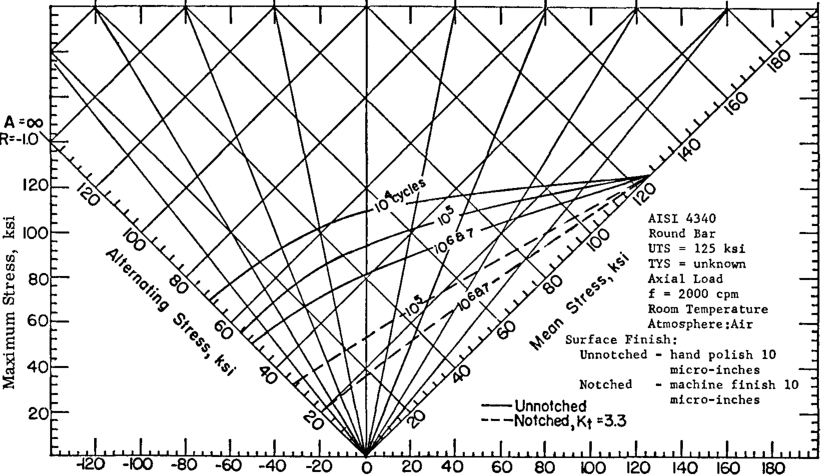 A=∞
R=-1.0
120
100
80
60
40
20
Maximum Stress, ksi
120
100
80
60
40
20
Alternating Stress, ksi
10⁴ cycles
10⁵
10⁶&7
10⁵
10⁶&7
20
40
60
80
100
120
140
160
180
Mean Stress, ksi
AISI 4340
Round Bar
UTS = 125 ksi
TYS = unknown
Axial Load
f = 2000 cpm
Room Temperature
Atmosphere:Air
Surface Finish:
Unnotched - hand polish 10
micro-inches
Notched - machine finish 10
micro-inches
Unnotched
Notched, Kt =3.3
-120 -100 -80 -60 -40 -20 0 20 40 60 80 100 120 140 160 180